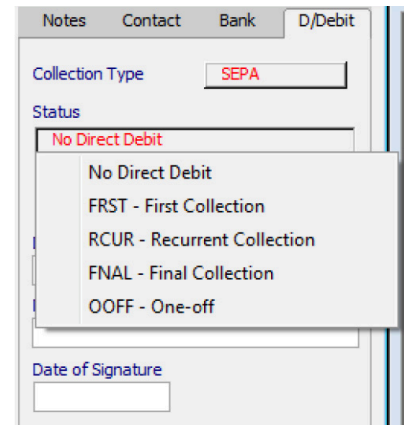 Notes Contact Bank D/Debit
Collection Type SEPA
Status
No Direct Debit
No Direct Debit
FRST - First Collection
RCUR - Recurrent Collection
FNAL - Final Collection
OOFF - One-off
Date of Signature